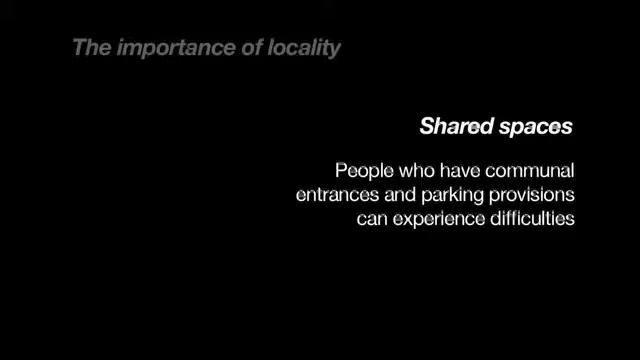 The importance of locality
Shared spaces
People who have communal
entrances and parking provisions
can experience difficulties